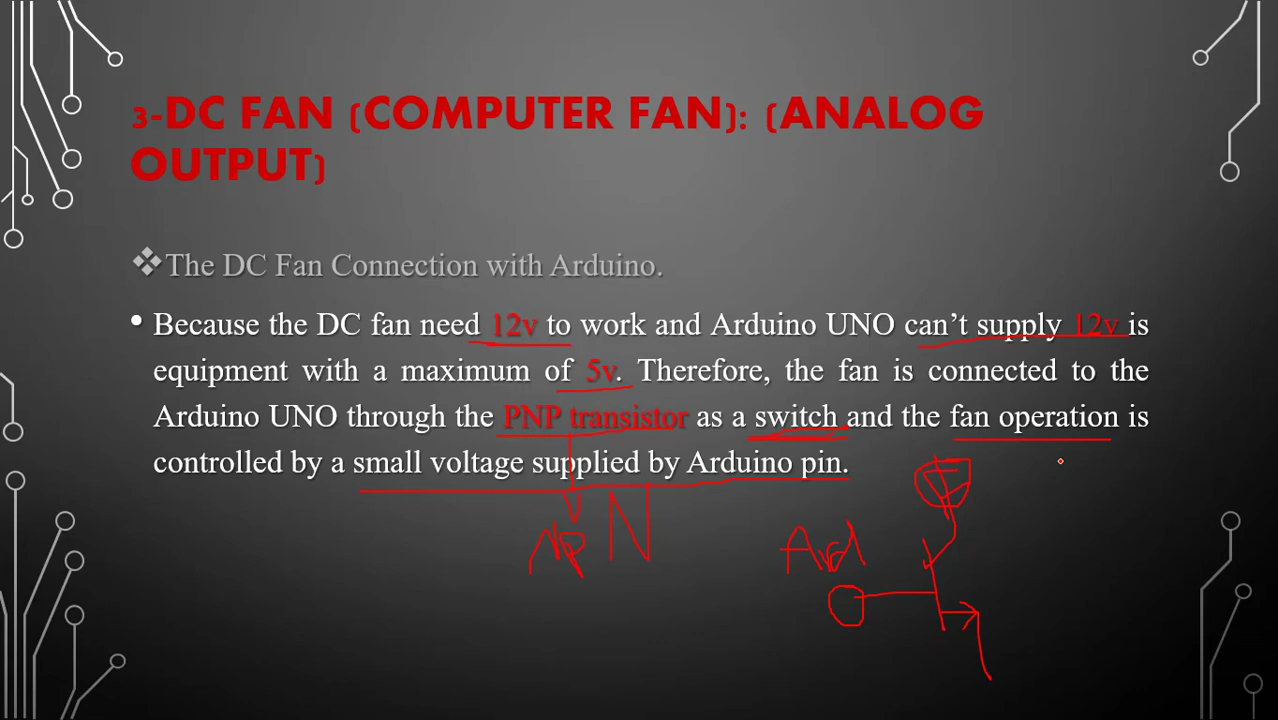 3-DC FAN (COMPUTER FAN): (ANALOG
OUTPUT)
❖The DC Fan Connection with Arduino.
• Because the DC fan need 12v to work and Arduino UNO can't supply 12v is
equipment with a maximum of 5v. Therefore, the fan is connected to the
Arduino UNO through the PNP transistor as a switch and the fan operation is
controlled by a small voltage supplied by Arduino pin.
NPN
Ard